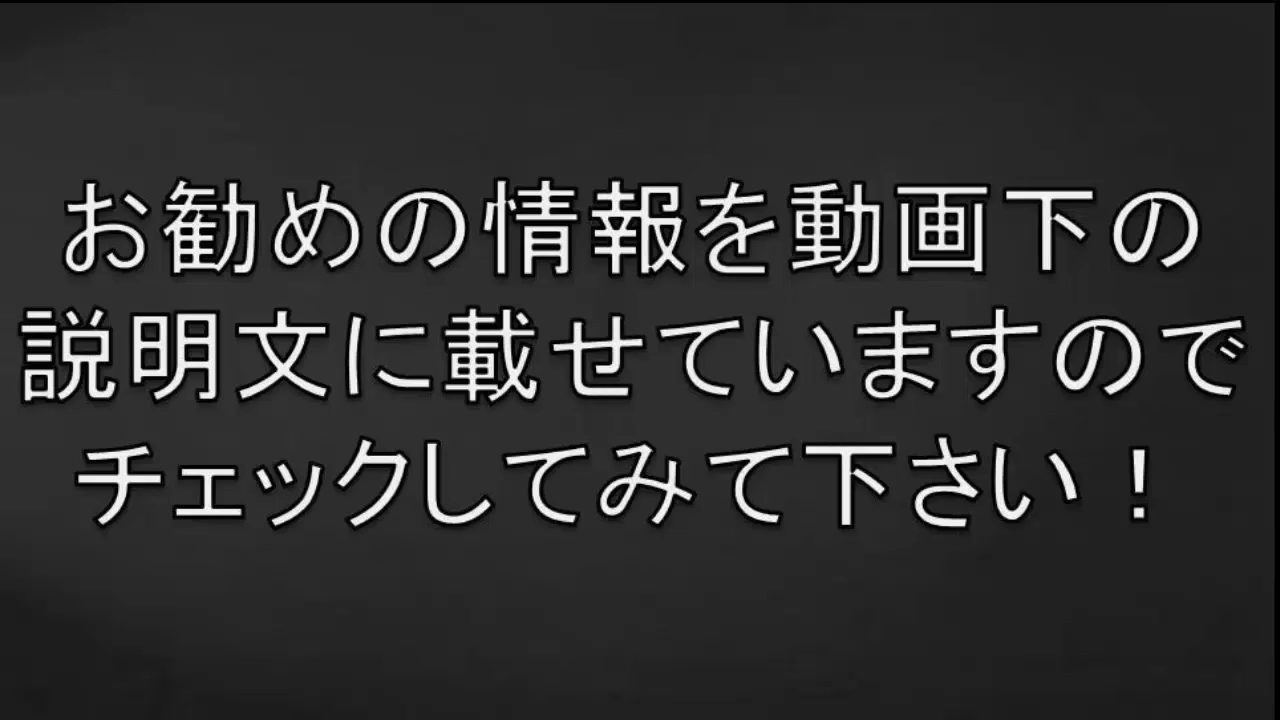 お勧めの情報を動画下の
説明文に載せていますので
チェックしてみて下さい！